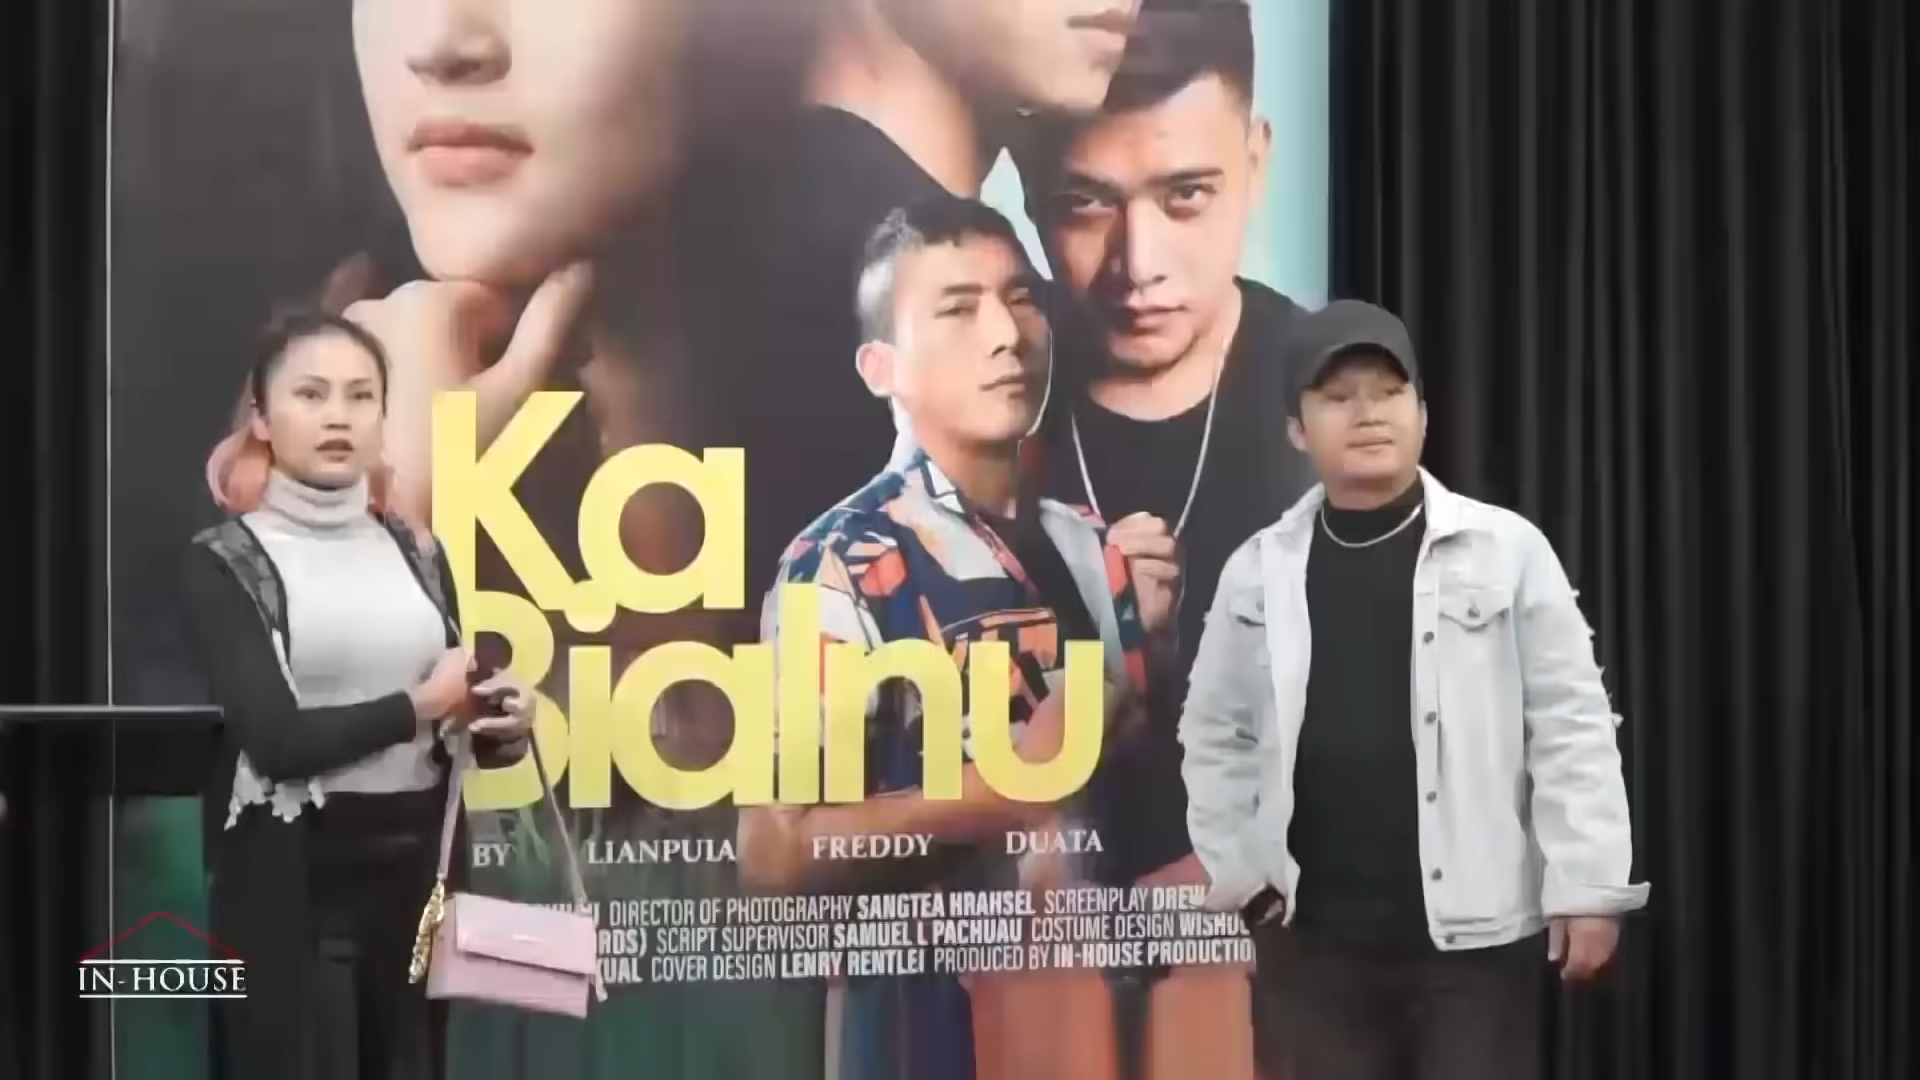 Ka
Bialnu
BY LIANPUIA FREDDY DUATA
DIRECTOR OF PHOTOGRAPHY SANGTEA HRAHSEL SCREENPLAY
SCRIPT SUPERVISOR SAMUEL L PACHUAU COSTUME DESIGN
COVER DESIGN LENRY RENTLEI PRODUCED BY IN-HOUSE PRODUCTIO
IN-HOUSE